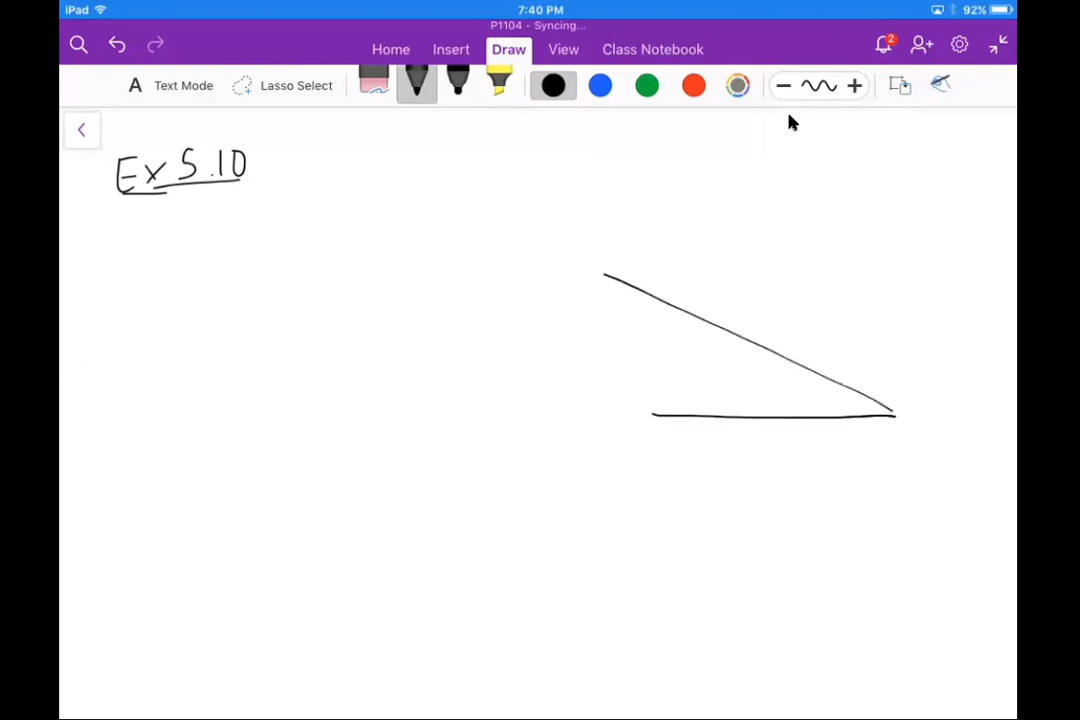 iPad 7:40 PM 92%
P1104 - Syncing...
Home Insert Draw View Class Notebook 2
A Text Mode Lasso Select
Ex 5.10